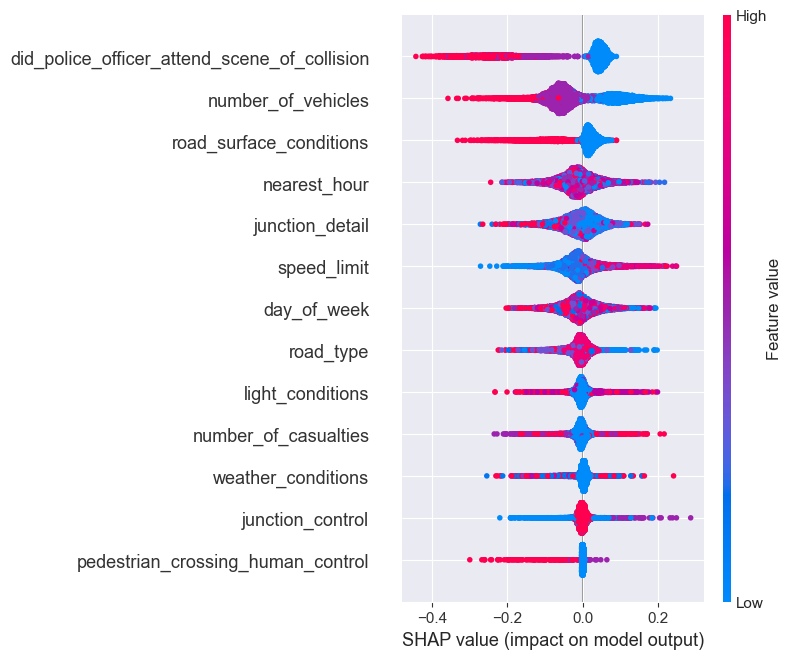 High
did_police_officer_attend_scene_of_collision
number_of_vehicles
road_surface_conditions
nearest_hour
junction_detail
speed_limit
day_of_week
road_type
light_conditions
number_of_casualties
weather_conditions
junction_control
pedestrian_crossing_human_control
Feature value
Low
−0.4 −0.2 0.0 0.2
SHAP value (impact on model output)